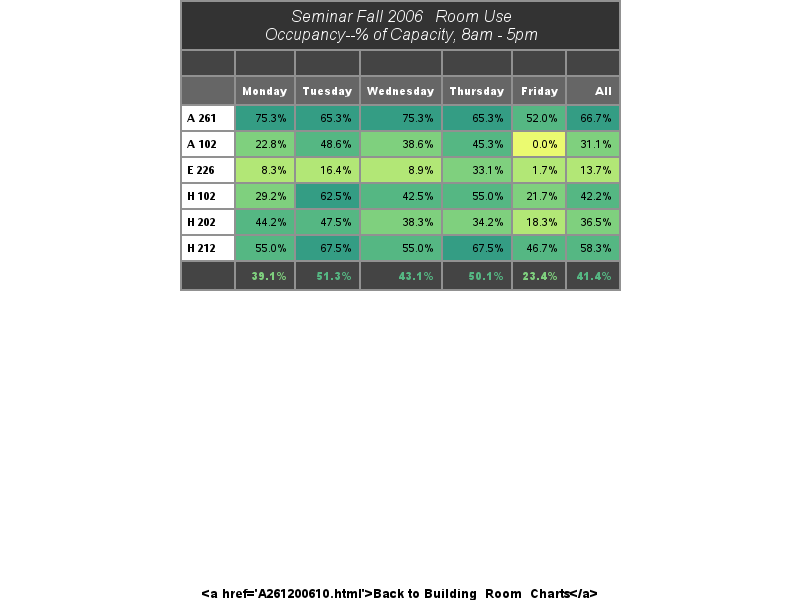 Seminar Fall 2006   Room Use
Occupancy--% of Capacity, 8am - 5pm
Monday Tuesday Wednesday Thursday Friday All
A 261 75.3% 65.3% 75.3% 65.3% 52.0% 66.7%
A 102 22.8% 48.6% 38.6% 45.3% 0.0% 31.1%
E 226 8.3% 16.4% 8.9% 33.1% 1.7% 13.7%
H 102 29.2% 62.5% 42.5% 55.0% 21.7% 42.2%
H 202 44.2% 47.5% 38.3% 34.2% 18.3% 36.5%
H 212 55.0% 67.5% 55.0% 67.5% 46.7% 58.3%
39.1% 51.3% 43.1% 50.1% 23.4% 41.4%
<a href='A261200610.html'>Back to Building  Room  Charts</a>